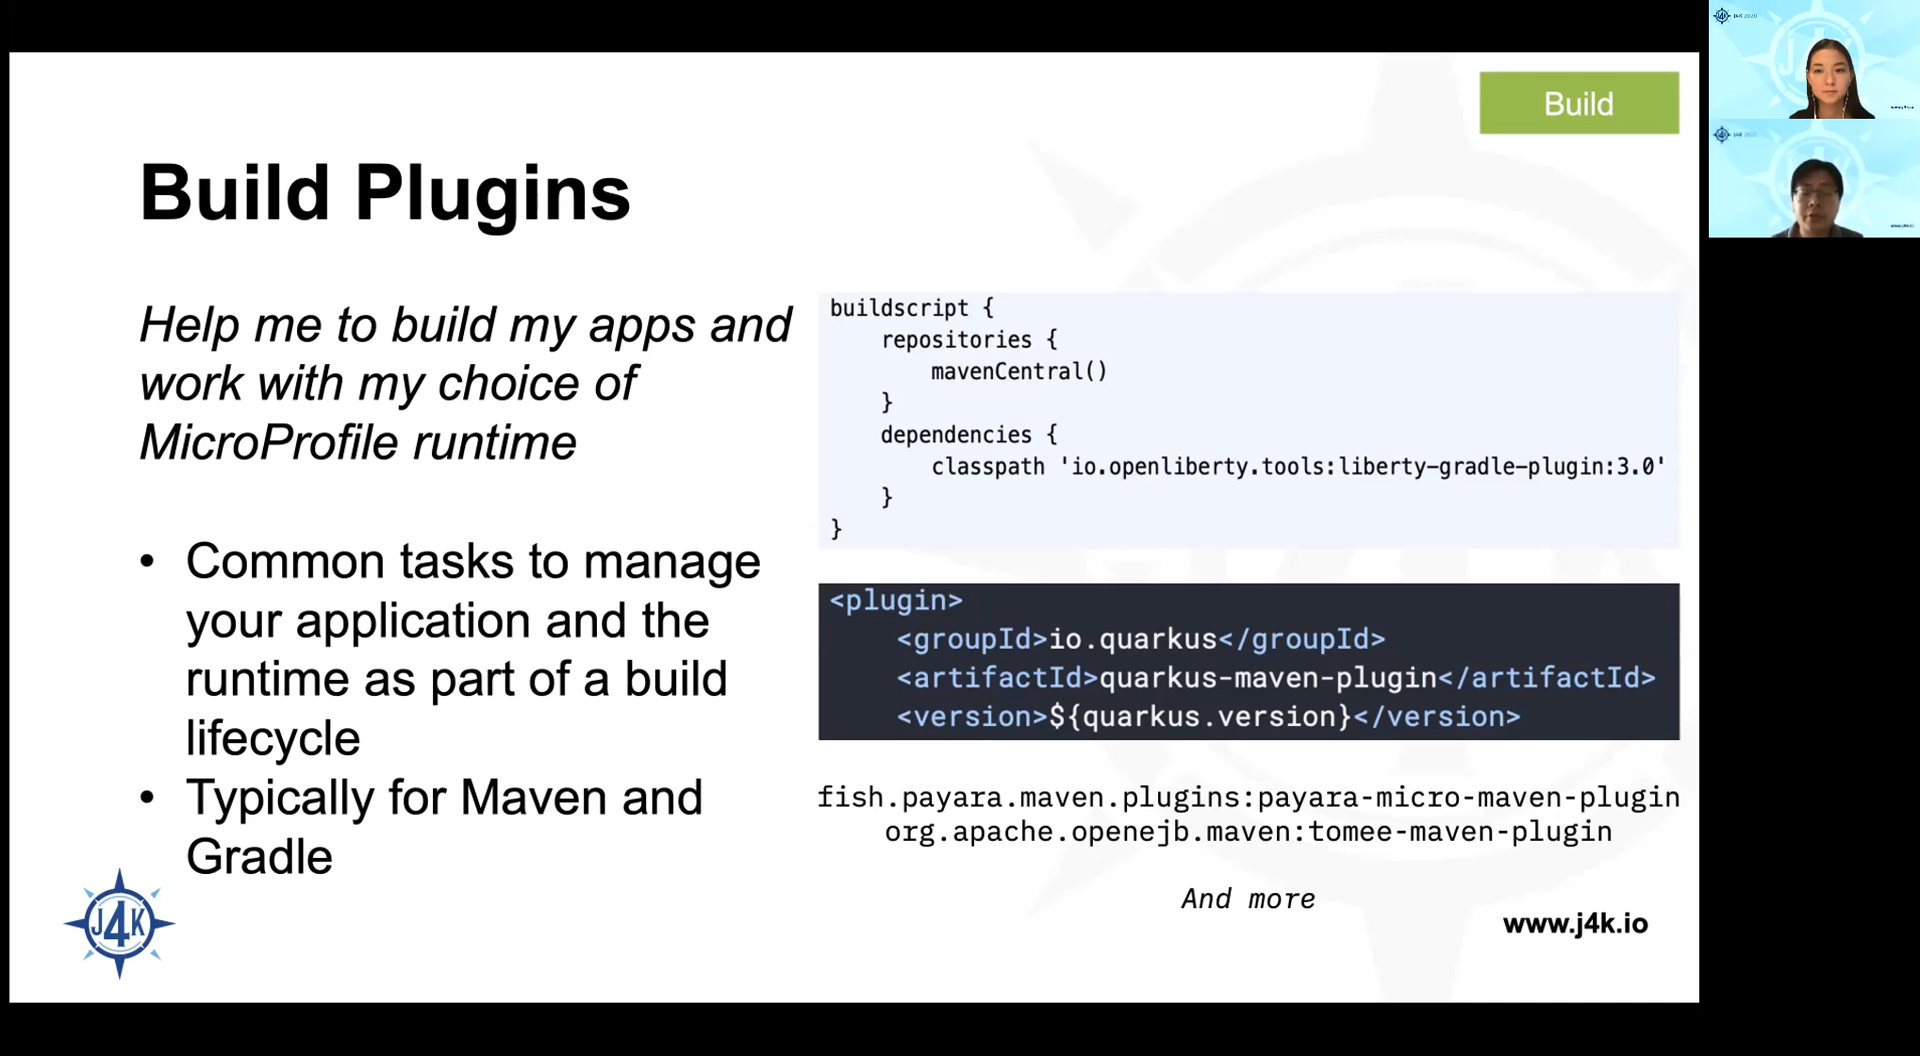 Build
Build Plugins
Help me to build my apps and
work with my choice of
MicroProfile runtime
• Common tasks to manage
your application and the
runtime as part of a build
lifecycle
• Typically for Maven and
Gradle
buildscript {
    repositories {
        mavenCentral()
    }
    dependencies {
        classpath 'io.openliberty.tools:liberty-gradle-plugin:3.0'
    }
}
<plugin>
    <groupId>io.quarkus</groupId>
    <artifactId>quarkus-maven-plugin</artifactId>
    <version>${quarkus.version}</version>
fish.payara.maven.plugins:payara-micro-maven-plugin
org.apache.openejb.maven:tomee-maven-plugin
And more
J4K
www.j4k.io
J4K 2020
J4K 2020